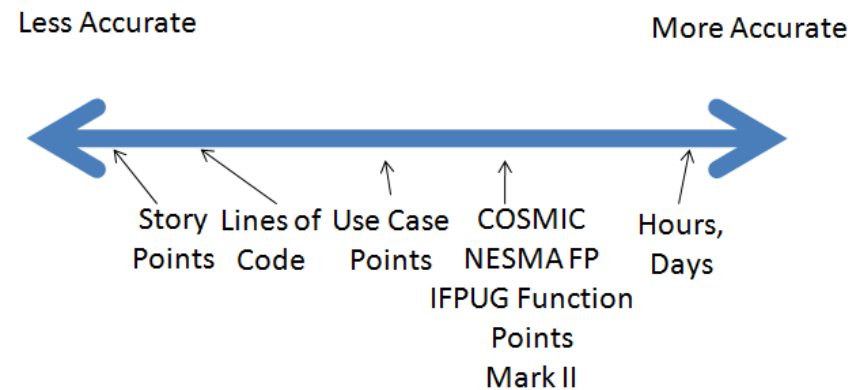 Less Accurate
More Accurate
Story
Points
Lines of
Code
Use Case
Points
COSMIC
NESMA FP
IFPUG Function
Points
Mark II
Hours,
Days